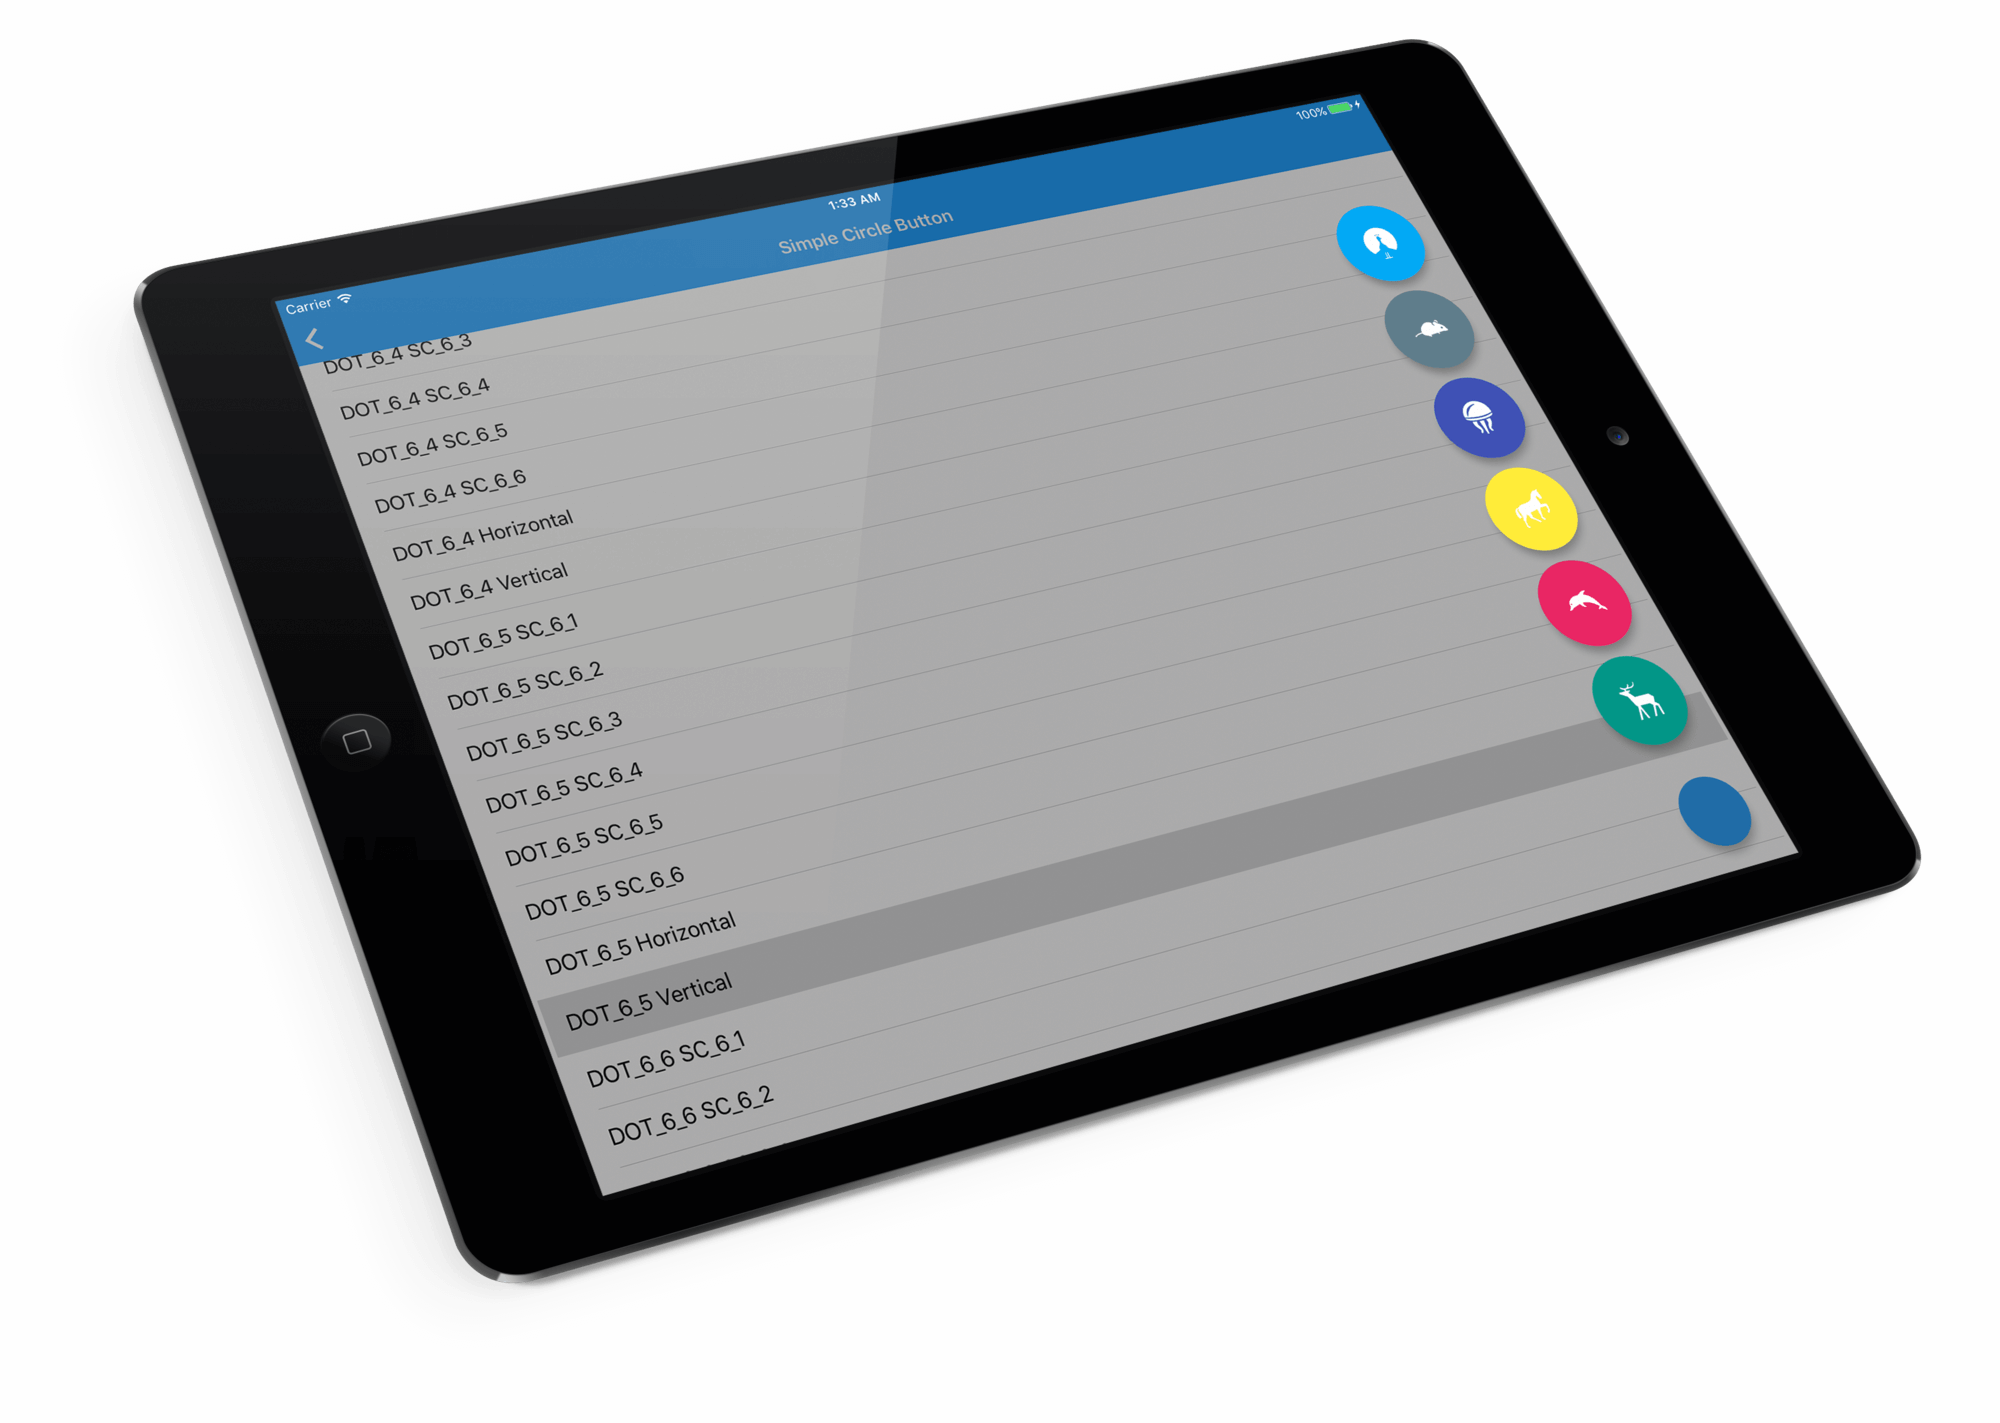 Carrier
1:33 AM
100%
Simple Circle Button
DOT_6_4 SC_6_3
DOT_6_4 SC_6_4
DOT_6_4 SC_6_5
DOT_6_4 SC_6_6
DOT_6_4 Horizontal
DOT_6_4 Vertical
DOT_6_5 SC_6_1
DOT_6_5 SC_6_2
DOT_6_5 SC_6_3
DOT_6_5 SC_6_4
DOT_6_5 SC_6_5
DOT_6_5 SC_6_6
DOT_6_5 Horizontal
DOT_6_5 Vertical
DOT_6_6 SC_6_1
DOT_6_6 SC_6_2